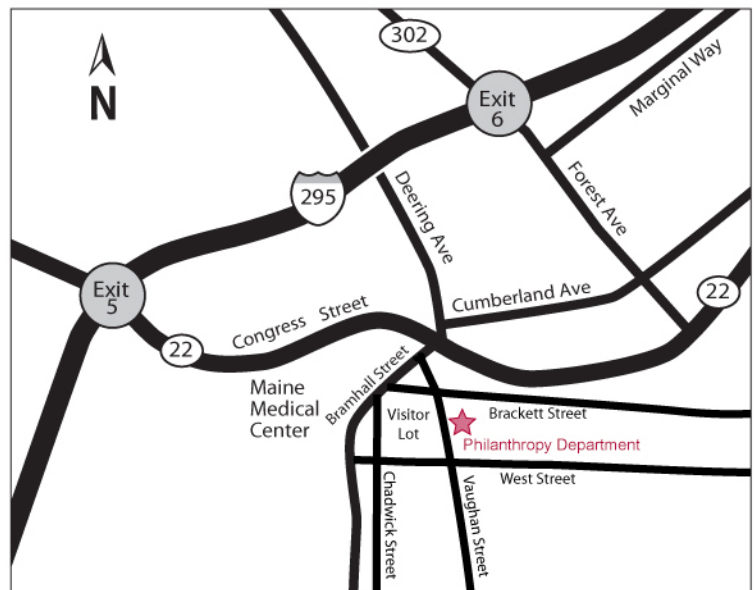 302
N
Exit
6
Marginal Way
295
Deering Ave
Forest Ave
Exit
5
22
Cumberland Ave
22
Congress Street
Maine
Medical
Center
Bramhall Street
Visitor
Lot
Brackett Street
Philanthropy Department
West Street
Chadwick Street
Vaughan Street